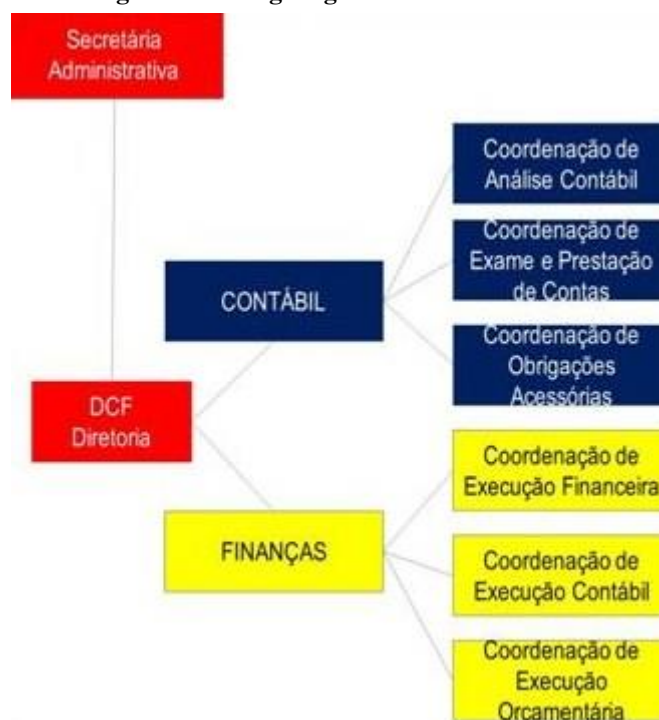 Secretária
Administrativa
Coordenação de
Análise Contábil
Coordenação de
Exame e Prestação
de Contas
CONTÁBIL
Coordenação de
Obrigações
Acessórias
DCF
Diretoria
Coordenação de
Execução Financeira
FINANÇAS
Coordenação de
Execução Contábil
Coordenação de
Execução
Orçamentária